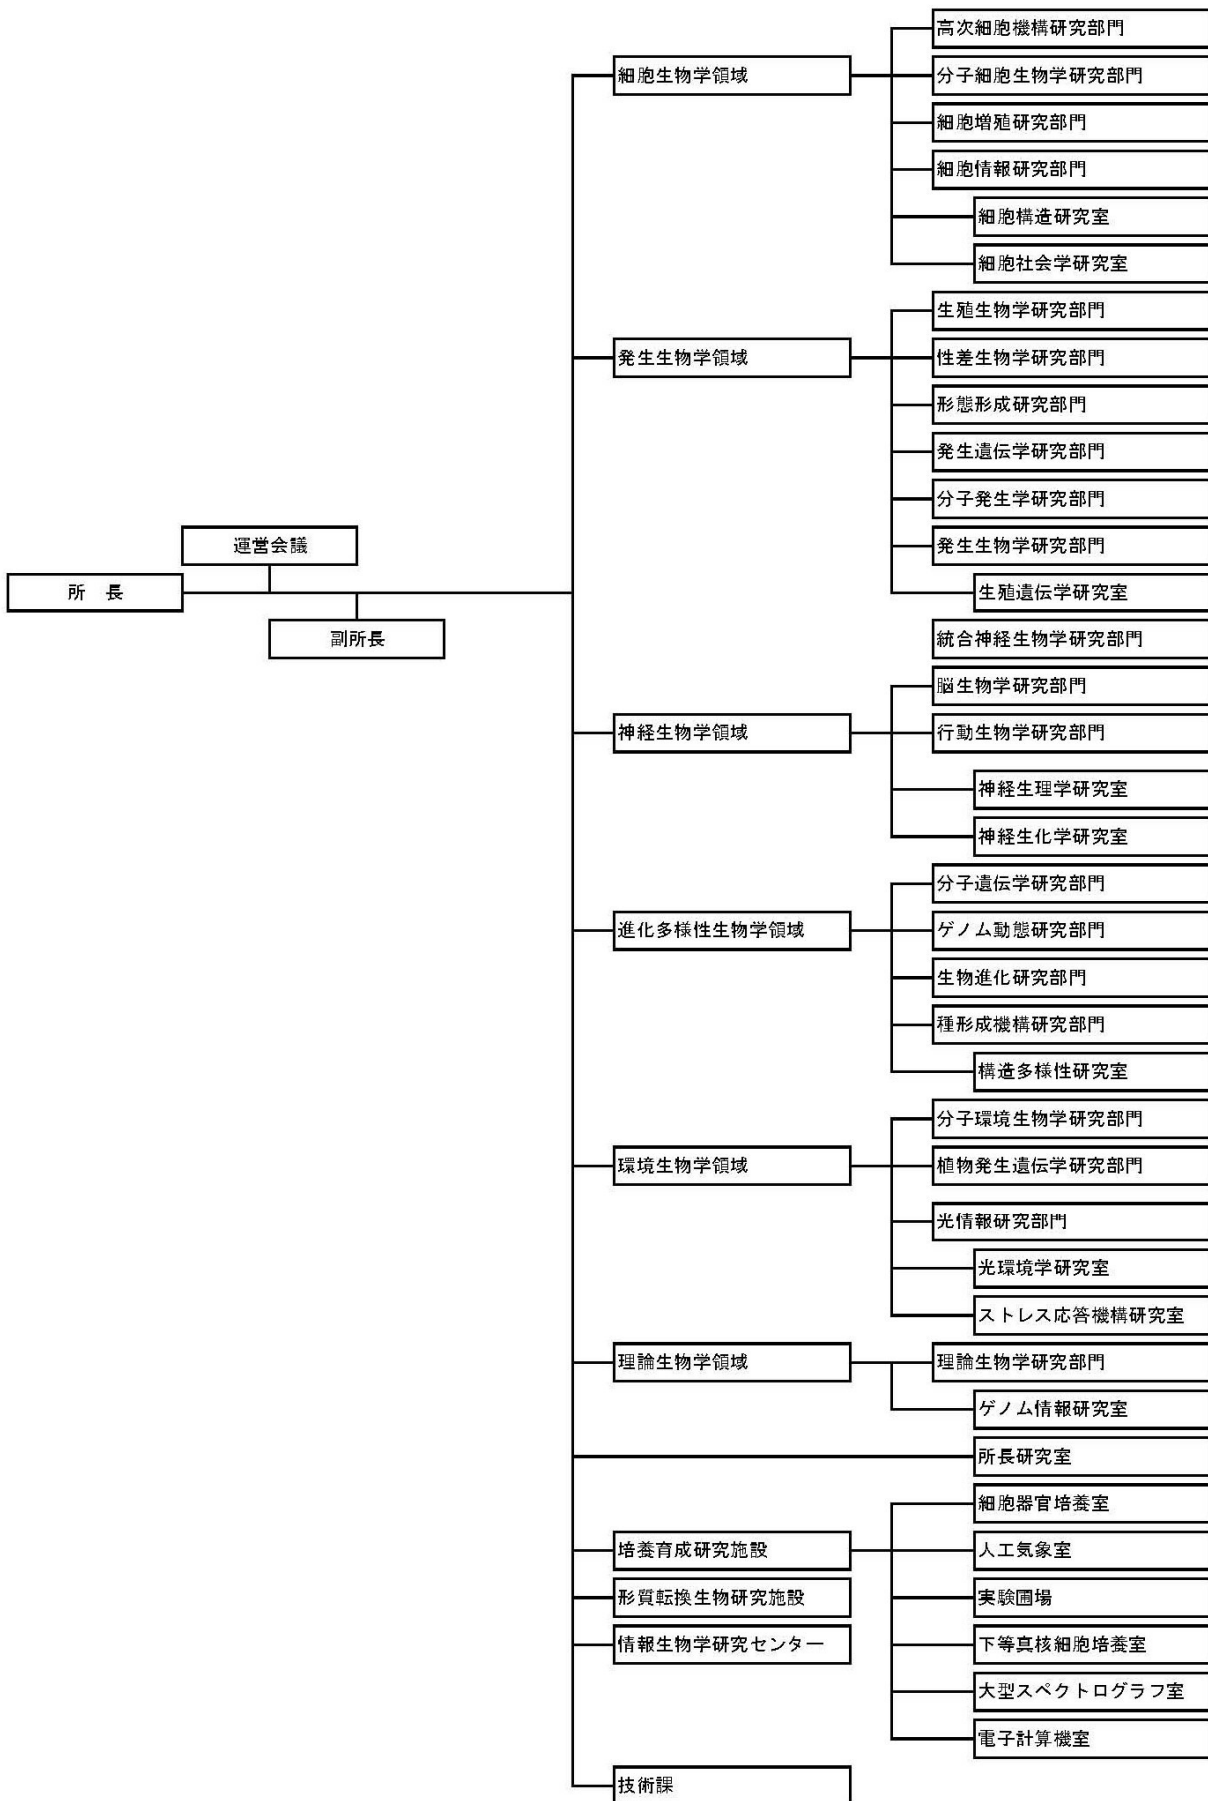 所　長
運営会議
副所長
細胞生物学領域
高次細胞機構研究部門
分子細胞生物学研究部門
細胞増殖研究部門
細胞情報研究部門
細胞構造研究室
細胞社会学研究室
発生生物学領域
生殖生物学研究部門
性差生物学研究部門
形態形成研究部門
発生遺伝学研究部門
分子発生学研究部門
発生生物学研究部門
生殖遺伝学研究室
統合神経生物学研究部門
神経生物学領域
脳生物学研究部門
行動生物学研究部門
神経生理学研究室
神経生化学研究室
進化多様性生物学領域
分子遺伝学研究部門
ゲノム動態研究部門
生物進化研究部門
種形成機構研究部門
構造多様性研究室
環境生物学領域
分子環境生物学研究部門
植物発生遺伝学研究部門
光情報研究部門
光環境学研究室
ストレス応答機構研究室
理論生物学領域
理論生物学研究部門
ゲノム情報研究室
所長研究室
培養育成研究施設
細胞器官培養室
人工気象室
実験圃場
下等真核細胞培養室
大型スペクトログラフ室
電子計算機室
形質転換生物研究施設
情報生物学研究センター
技術課